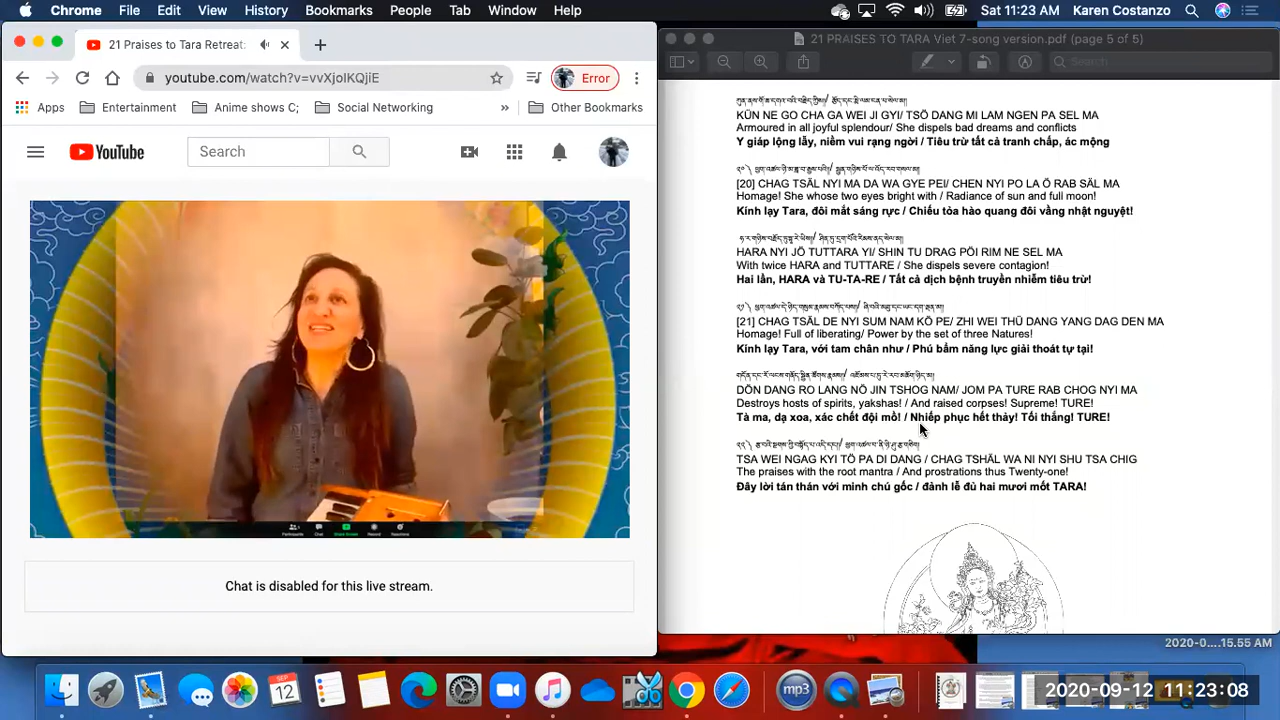 Chrome File Edit View History Bookmarks People Tab Window Help
Sat 11:23 AM Karen Costanzo
21 Praises to Tara Retreat:
youtube.com/watch?v=vvXjolKQjiE
Error
Apps Entertainment Anime shows C; Social Networking » Other Bookmarks
YouTube
Search
Participants Chat Share Screen Record Reactions
Chat is disabled for this live stream.
21 PRAISES TO TARA Viet 7-song version.pdf (page 5 of 5)
Search
KÜN NE GO CHA GA WEI JI GYI/ TSÖ DANG MI LAM NGEN PA SEL MA
Armoured in all joyful splendour/ She dispels bad dreams and conflicts
Y giáp lộng lẫy, niềm vui rạng ngời / Tiêu trừ tất cả tranh chấp, ác mộng
[20] CHAG TSÄL NYI MA DA WA GYE PEI/ CHEN NYI PO LA Ö RAB SÄL MA
Homage! She whose two eyes bright with / Radiance of sun and full moon!
Kính lạy Tara, đôi mắt sáng rực / Chiếu tỏa hào quang đôi vầng nhật nguyệt!
HARA NYI JÖ TUTTARA YI/ SHIN TU DRAG PÖI RIM NE SEL MA
With twice HARA and TUTTARE / She dispels severe contagion!
Hai lần, HARA và TU-TA-RE / Tất cả dịch bệnh truyền nhiễm tiêu trừ!
[21] CHAG TSÄL DE NYI SUM NAM KÖ PE/ ZHI WEI THÜ DANG YANG DAG DEN MA
Homage! Full of liberating/ Power by the set of three Natures!
Kính lạy Tara, với tam chân như / Phú bẩm năng lực giải thoát tự tại!
DÖN DANG RO LANG NÖ JIN TSHOG NAM/ JOM PA TURE RAB CHOG NYI MA
Destroys hosts of spirits, yakshas! / And raised corpses! Supreme! TURE!
Tà ma, dạ xoa, xác chết đội mồ! / Nhiếp phục hết thảy! Tối thắng! TURE!
TSA WEI NGAG KYI TÖ PA DI DANG / CHAG TSHÄL WA NI NYI SHU TSA CHIG
The praises with the root mantra / And prostrations thus Twenty-one!
Đây lời tán thán với minh chú gốc / đảnh lễ đủ hai mươi mốt TARA!
2020-0....15.55 AM
SEP
12
mp3
2020-09-12 11:23:08